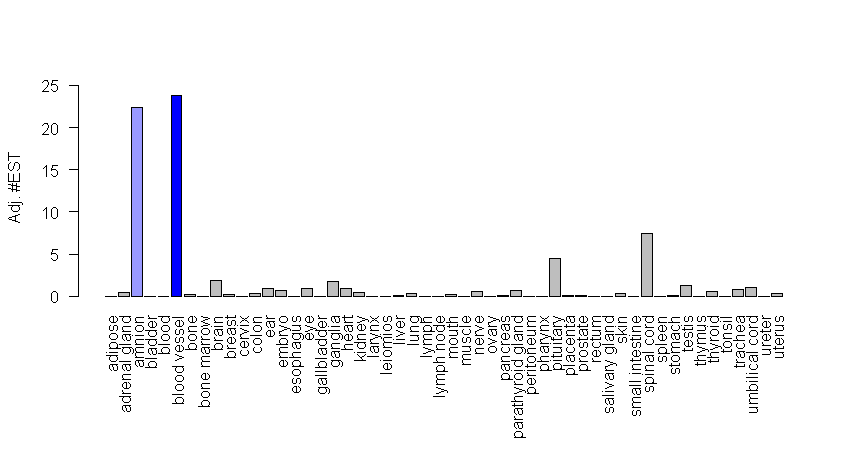 Adj. #EST
25
20
15
10
5
0
adipose
adrenal gland
amnion
bladder
blood
blood vessel
bone
bone marrow
brain
breast
cervix
colon
ear
embryo
esophagus
eye
gallbladder
ganglia
heart
kidney
larynx
leiomios
liver
lung
lymph
lymph node
mouth
muscle
nerve
ovary
pancreas
parathyroid gland
peritoneum
pharynx
pituitary
placenta
prostate
rectum
salivary gland
skin
small intestine
spinal cord
spleen
stomach
testis
thymus
thyroid
tonsil
trachea
umbilical cord
ureter
uterus